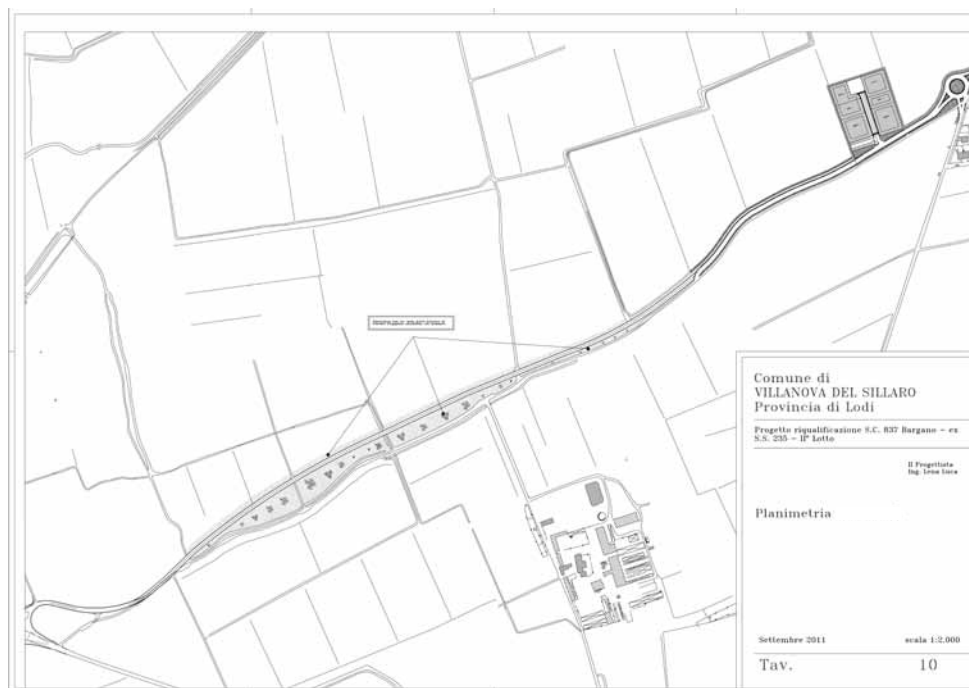 Comune di
VILLANOVA DEL SILLARO
Provincia di Lodi
Progetto riqualificazione S.C. 837 Bargano - ex
S.S. 235 - II° Lotto
Il Progettista
Ing. Lena Luca
Planimetria
Settembre 2011 scala 1:2.000
Tav. 10